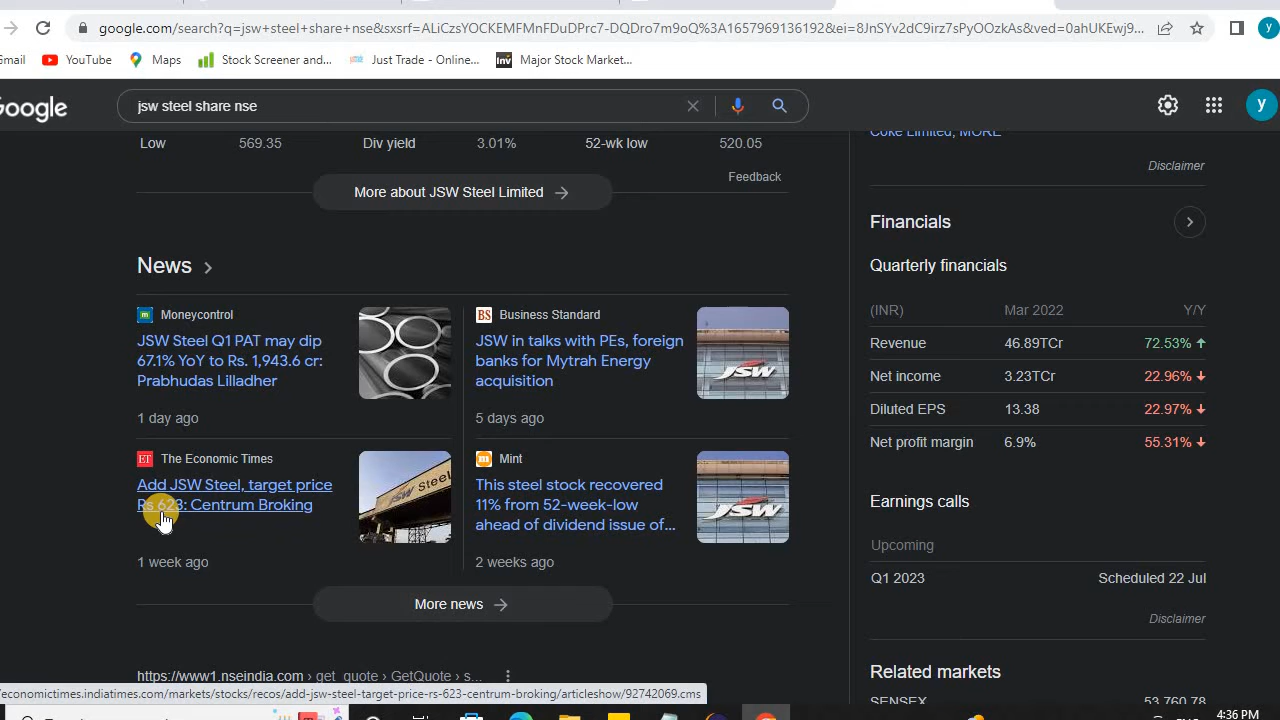 google.com/search?q=jsw+steel+share+nse&sxsrf=ALiCzsYOCKEMFMnFDuDPrc7-DQDro7m9oQ%3A1657969136192&ei=8JnSYv2dC9irz7sPyOOzkAs&ved=0ahUKEwj9...
y
Gmail
YouTube
Maps
Stock Screener and...
Just Trade - Online...
Inv Major Stock Market...
Google
jsw steel share nse
y
Low 569.35 Div yield 3.01% 52-wk low 520.05
Feedback
More about JSW Steel Limited
News
Moneycontrol
JSW Steel Q1 PAT may dip
67.1% YoY to Rs. 1,943.6 cr:
Prabhudas Lilladher
1 day ago
BS Business Standard
JSW in talks with PEs, foreign
banks for Mytrah Energy
acquisition
5 days ago
JSW
ET The Economic Times
Add JSW Steel, target price
Rs 623: Centrum Broking
1 week ago
JSW Steel
Mint
This steel stock recovered
11% from 52-week-low
ahead of dividend issue of...
2 weeks ago
JSW
More news
https://www1.nseindia.com › get_quote › GetQuote › s...
economictimes.indiatimes.com/markets/stocks/recos/add-jsw-steel-target-price-rs-623-centrum-broking/articleshow/92742069.cms
Coke Limited, MORE
Disclaimer
Financials
Quarterly financials
(INR) Mar 2022 Y/Y
Revenue 46.89TCr 72.53%
Net income 3.23TCr 22.96%
Diluted EPS 13.38 22.97%
Net profit margin 6.9% 55.31%
Earnings calls
Upcoming
Q1 2023 Scheduled 22 Jul
Disclaimer
Related markets
SENSEX 53,760.78
4:36 PM